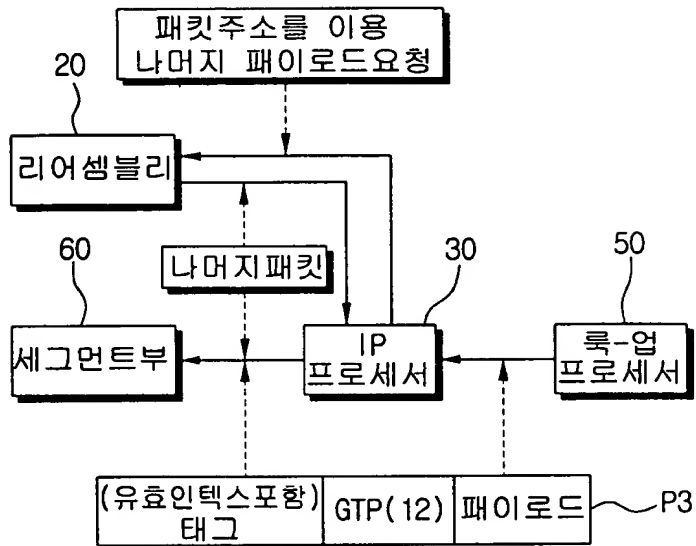 패킷주소를 이용
나머지 페이로드요청
20
리어셈블리
나머지패킷
60
30
50
세그먼트부
IP
프로세서
룩-업
프로세서
(유효인텍스포함)
태그
GTP(12)
페이로드
P3